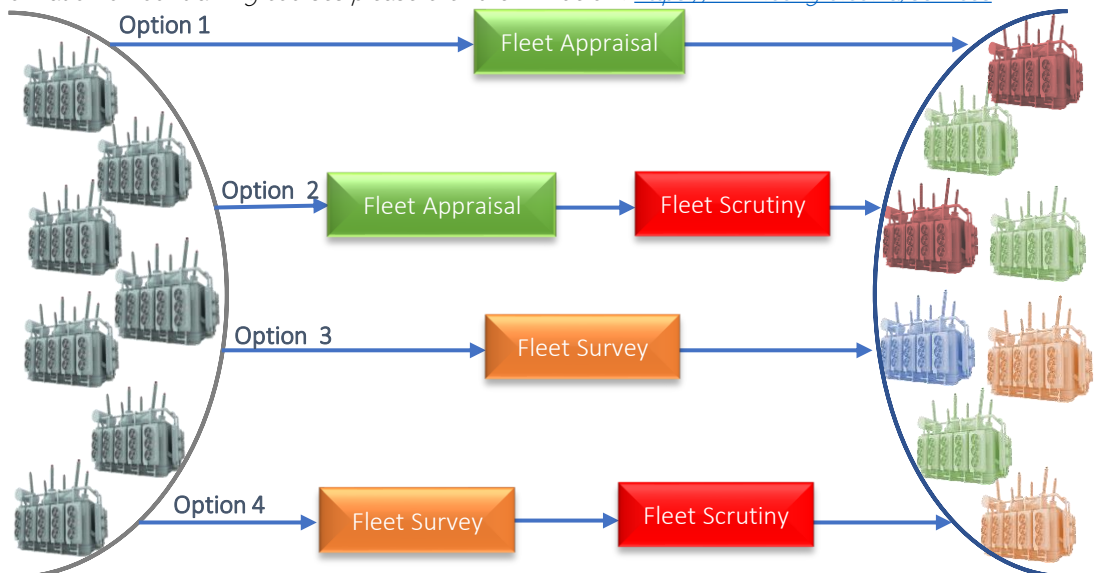 Option 1
Fleet Appraisal
Option 2
Fleet Appraisal
Fleet Scrutiny
Option 3
Fleet Survey
Option 4
Fleet Survey
Fleet Scrutiny